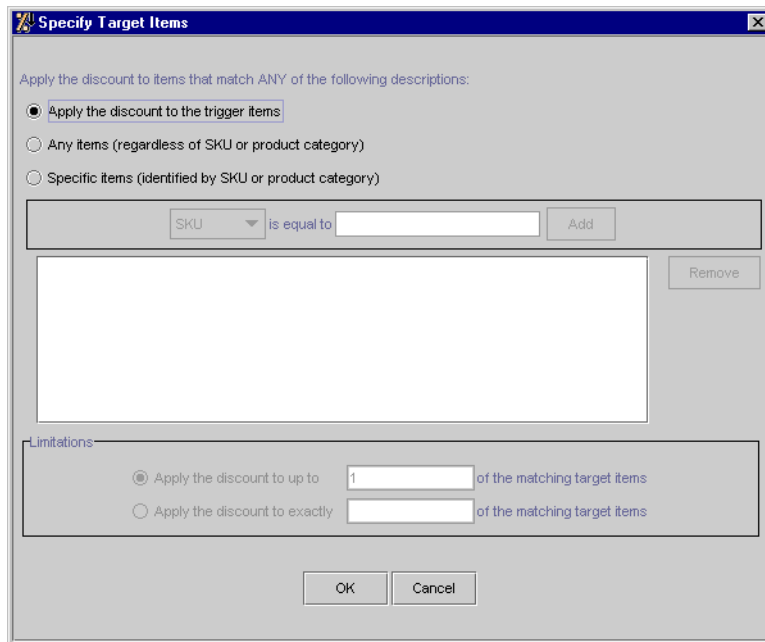 Specify Target Items
Apply the discount to items that match ANY of the following descriptions:
Apply the discount to the trigger items
Any items (regardless of SKU or product category)
Specific items (identified by SKU or product category)
SKU is equal to Add
Remove
Limitations
Apply the discount to up to 1 of the matching target items
Apply the discount to exactly of the matching target items
OK Cancel